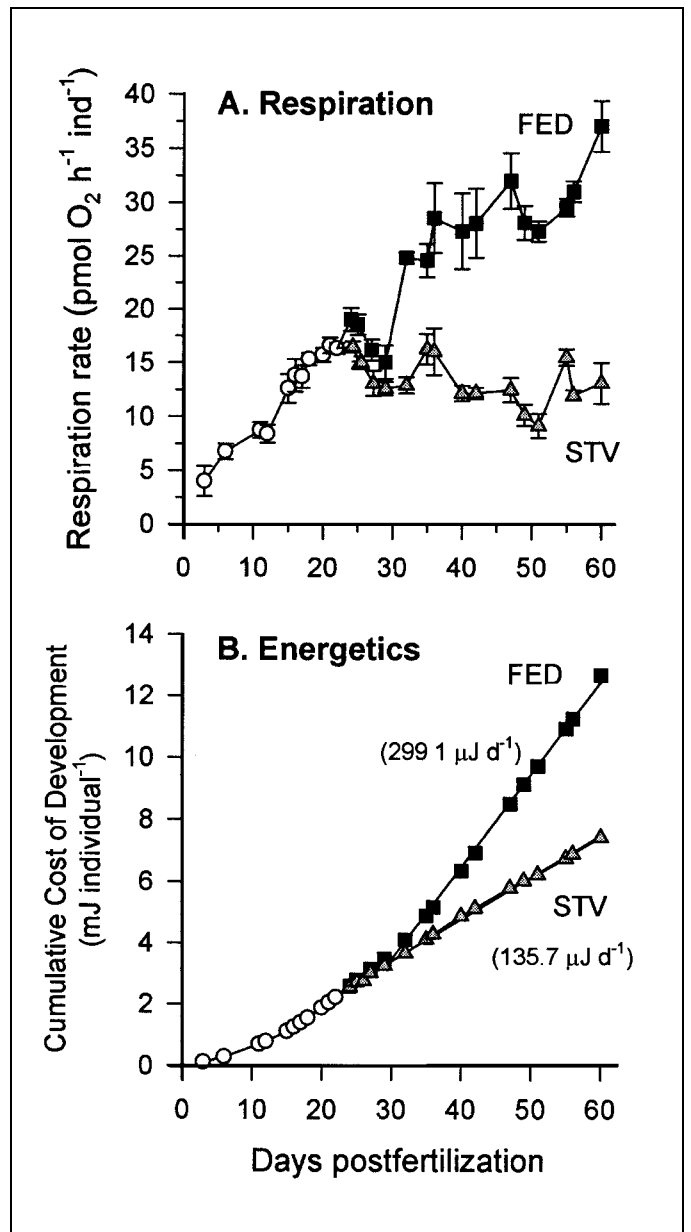 A. Respiration
FED
STV
Respiration rate (pmol O₂ h⁻¹ ind⁻¹)
40
35
30
25
20
15
10
5
0
0 10 20 30 40 50 60
B. Energetics
FED
(299 1 μJ d⁻¹)
STV
(135.7 μJ d⁻¹)
Cumulative Cost of Development
(mJ individual⁻¹)
14
12
10
8
6
4
2
0
0 10 20 30 40 50 60
Days postfertilization